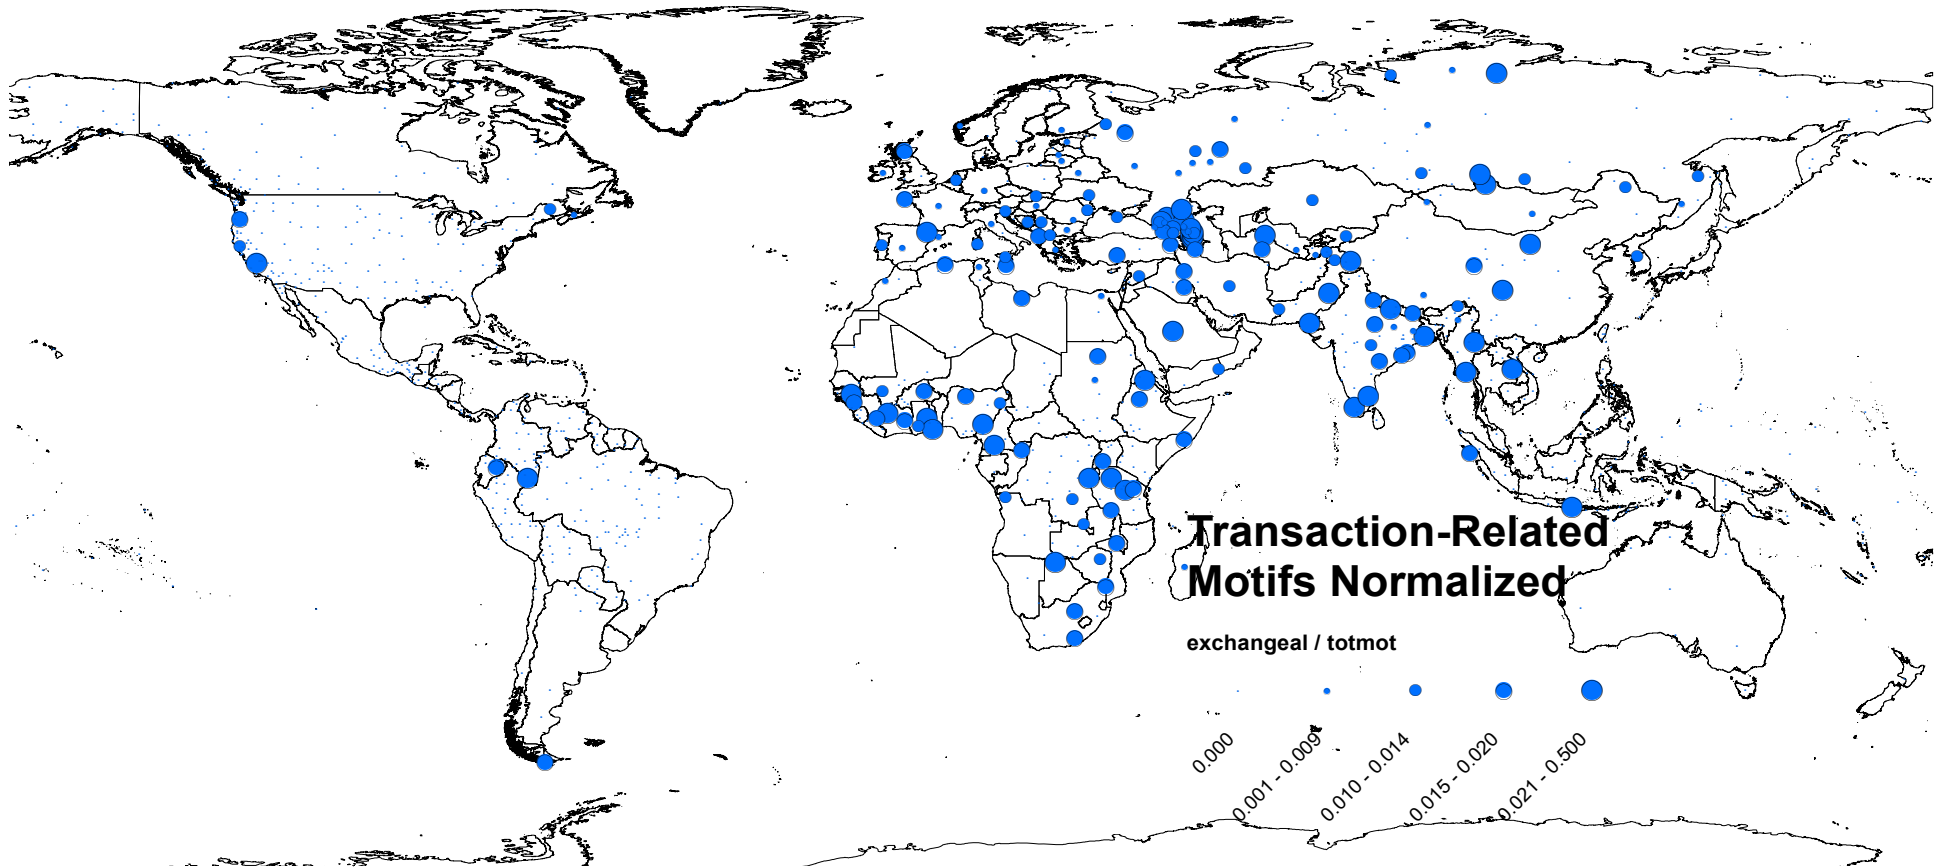 Transaction-Related
Motifs Normalized
exchangeal / totmot
0.000
0.001 - 0.009
0.010 - 0.014
0.015 - 0.020
0.021 - 0.500